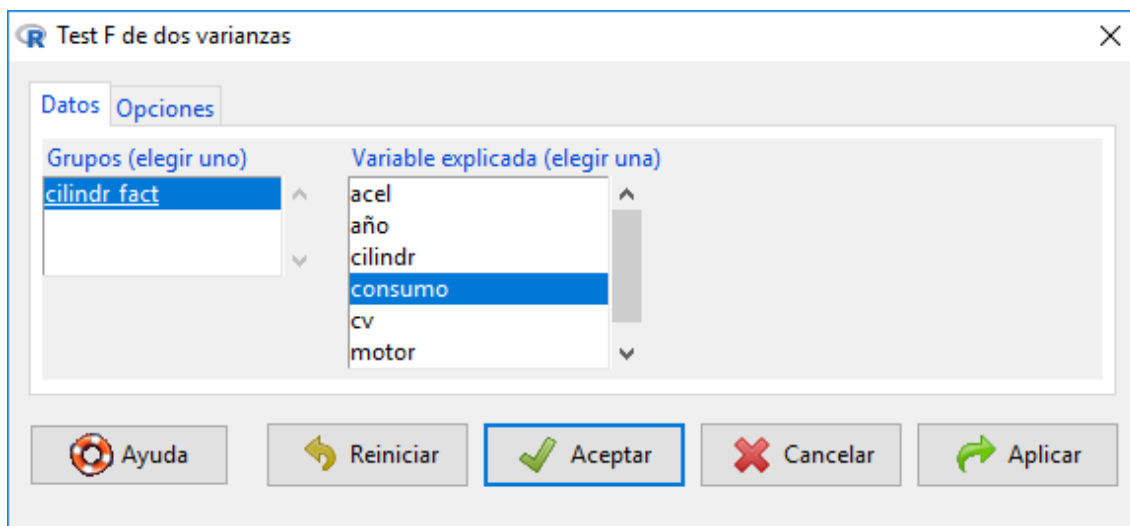 Test F de dos varianzas
Datos Opciones
Grupos (elegir uno)
cilindr_fact
Variable explicada (elegir una)
acel
año
cilindr
consumo
cv
motor
Ayuda
Reiniciar
Aceptar
Cancelar
Aplicar